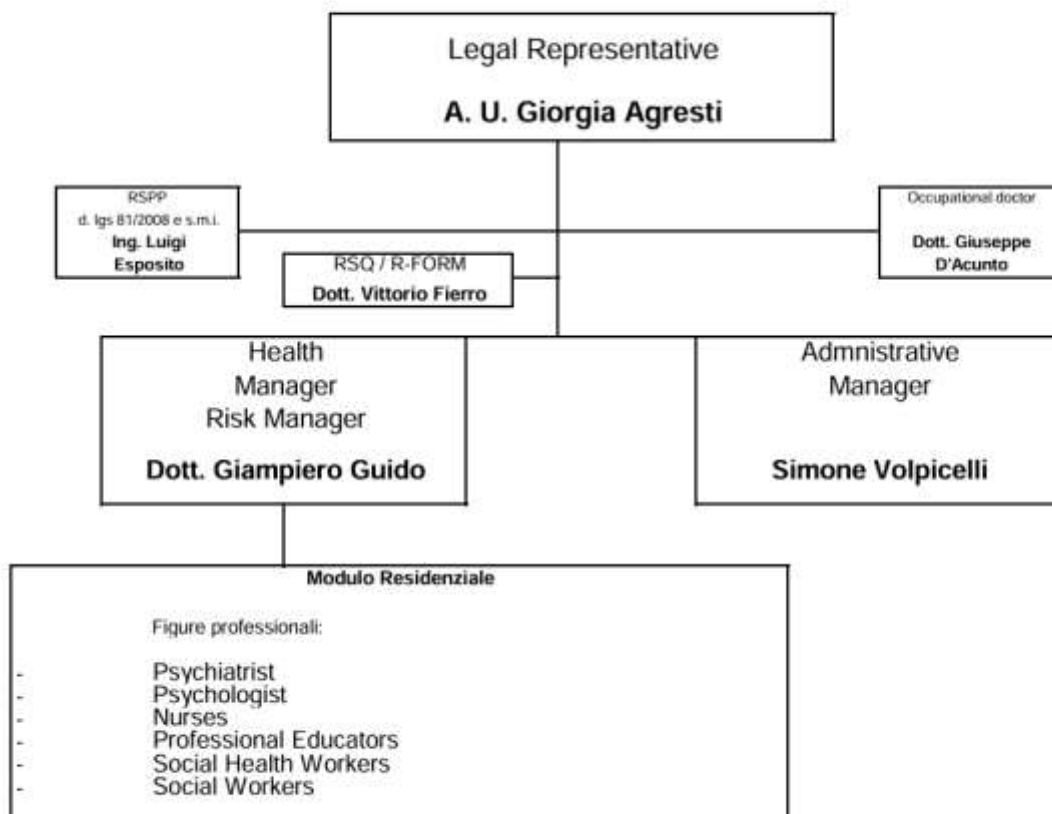 Legal Representative
A. U. Giorgia Agresti
RSPP
d. lgs 81/2008 e s.m.i.
Ing. Luigi
Esposito
Occupational doctor
Dott. Giuseppe
D'Acunto
RSQ / R-FORM
Dott. Vittorio Fierro
Health
Manager
Risk Manager
Dott. Giampiero Guido
Admnistrative
Manager
Simone Volpicelli
Modulo Residenziale
Figure professionali:
- Psychiatrist
- Psychologist
- Nurses
- Professional Educators
- Social Health Workers
- Social Workers